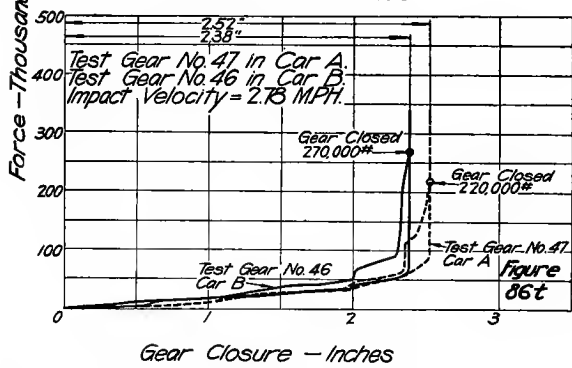 Force - Thousand
500
400
300
200
100
0
2.52"
2.38"
Test Gear No. 47 in Car A.
Test Gear No. 46 in Car B.
Impact Velocity = 2.78 M.P.H.
Gear Closed
270,000#
Gear Closed
220,000#
Test Gear No. 46
Car B
Test Gear No. 47
Car A
Figure
86t
0
1
2
3
Gear Closure - Inches